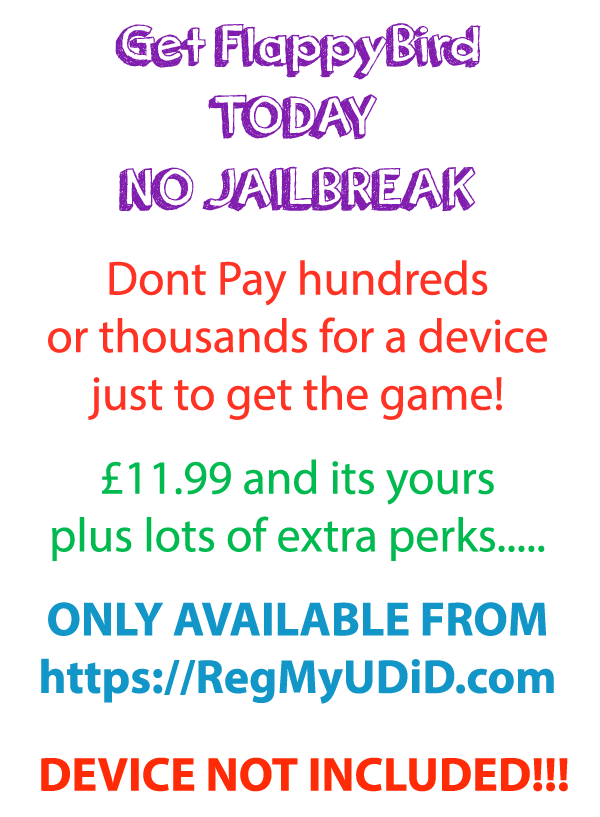 Get FlappyBird
TODAY
NO JAILBREAK
Dont Pay hundreds
or thousands for a device
just to get the game!
£11.99 and its yours
plus lots of extra perks.....
ONLY AVAILABLE FROM
https://RegMyUDiD.com
DEVICE NOT INCLUDED!!!